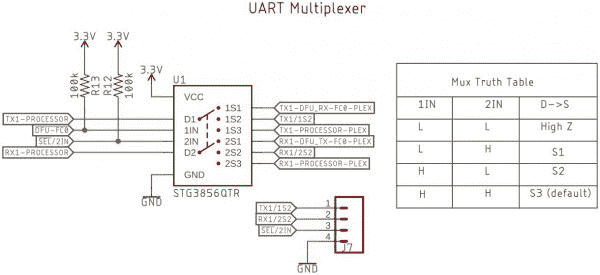 UART Multiplexer
3.3V 3.3V
3.3V
100k R13 R12 100k
U1
VCC
TX1-PROCESSOR D1 1S1 TX1-DFU_RX-FC0-PLEX
DFU-FC0 1IN 1S2 TX1/1S2
SEL/2IN 2IN 1S3 TX1-PROCESSOR-PLEX
RX1-PROCESSOR D2 2S1 RX1-DFU_TX-FC0-PLEX
2S2 RX1/2S2
2S3 RX1-PROCESSOR-PLEX
GND
GND
STG3856QTR
TX1/1S2 1
RX1/2S2 2
SEL/2IN 3
4
J7
GND
Mux Truth Table
1IN 2IN D->S
L L High Z
L H S1
H L S2
H H S3 (default)